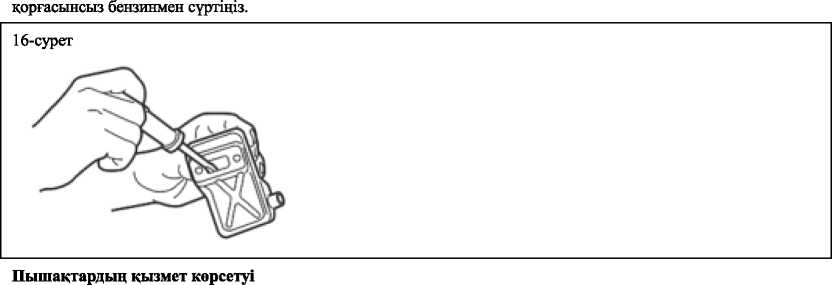 қорғасынсыз бензинмен сүртіңіз.
16-сурет
Пышақтардың қызмет көрсетуі